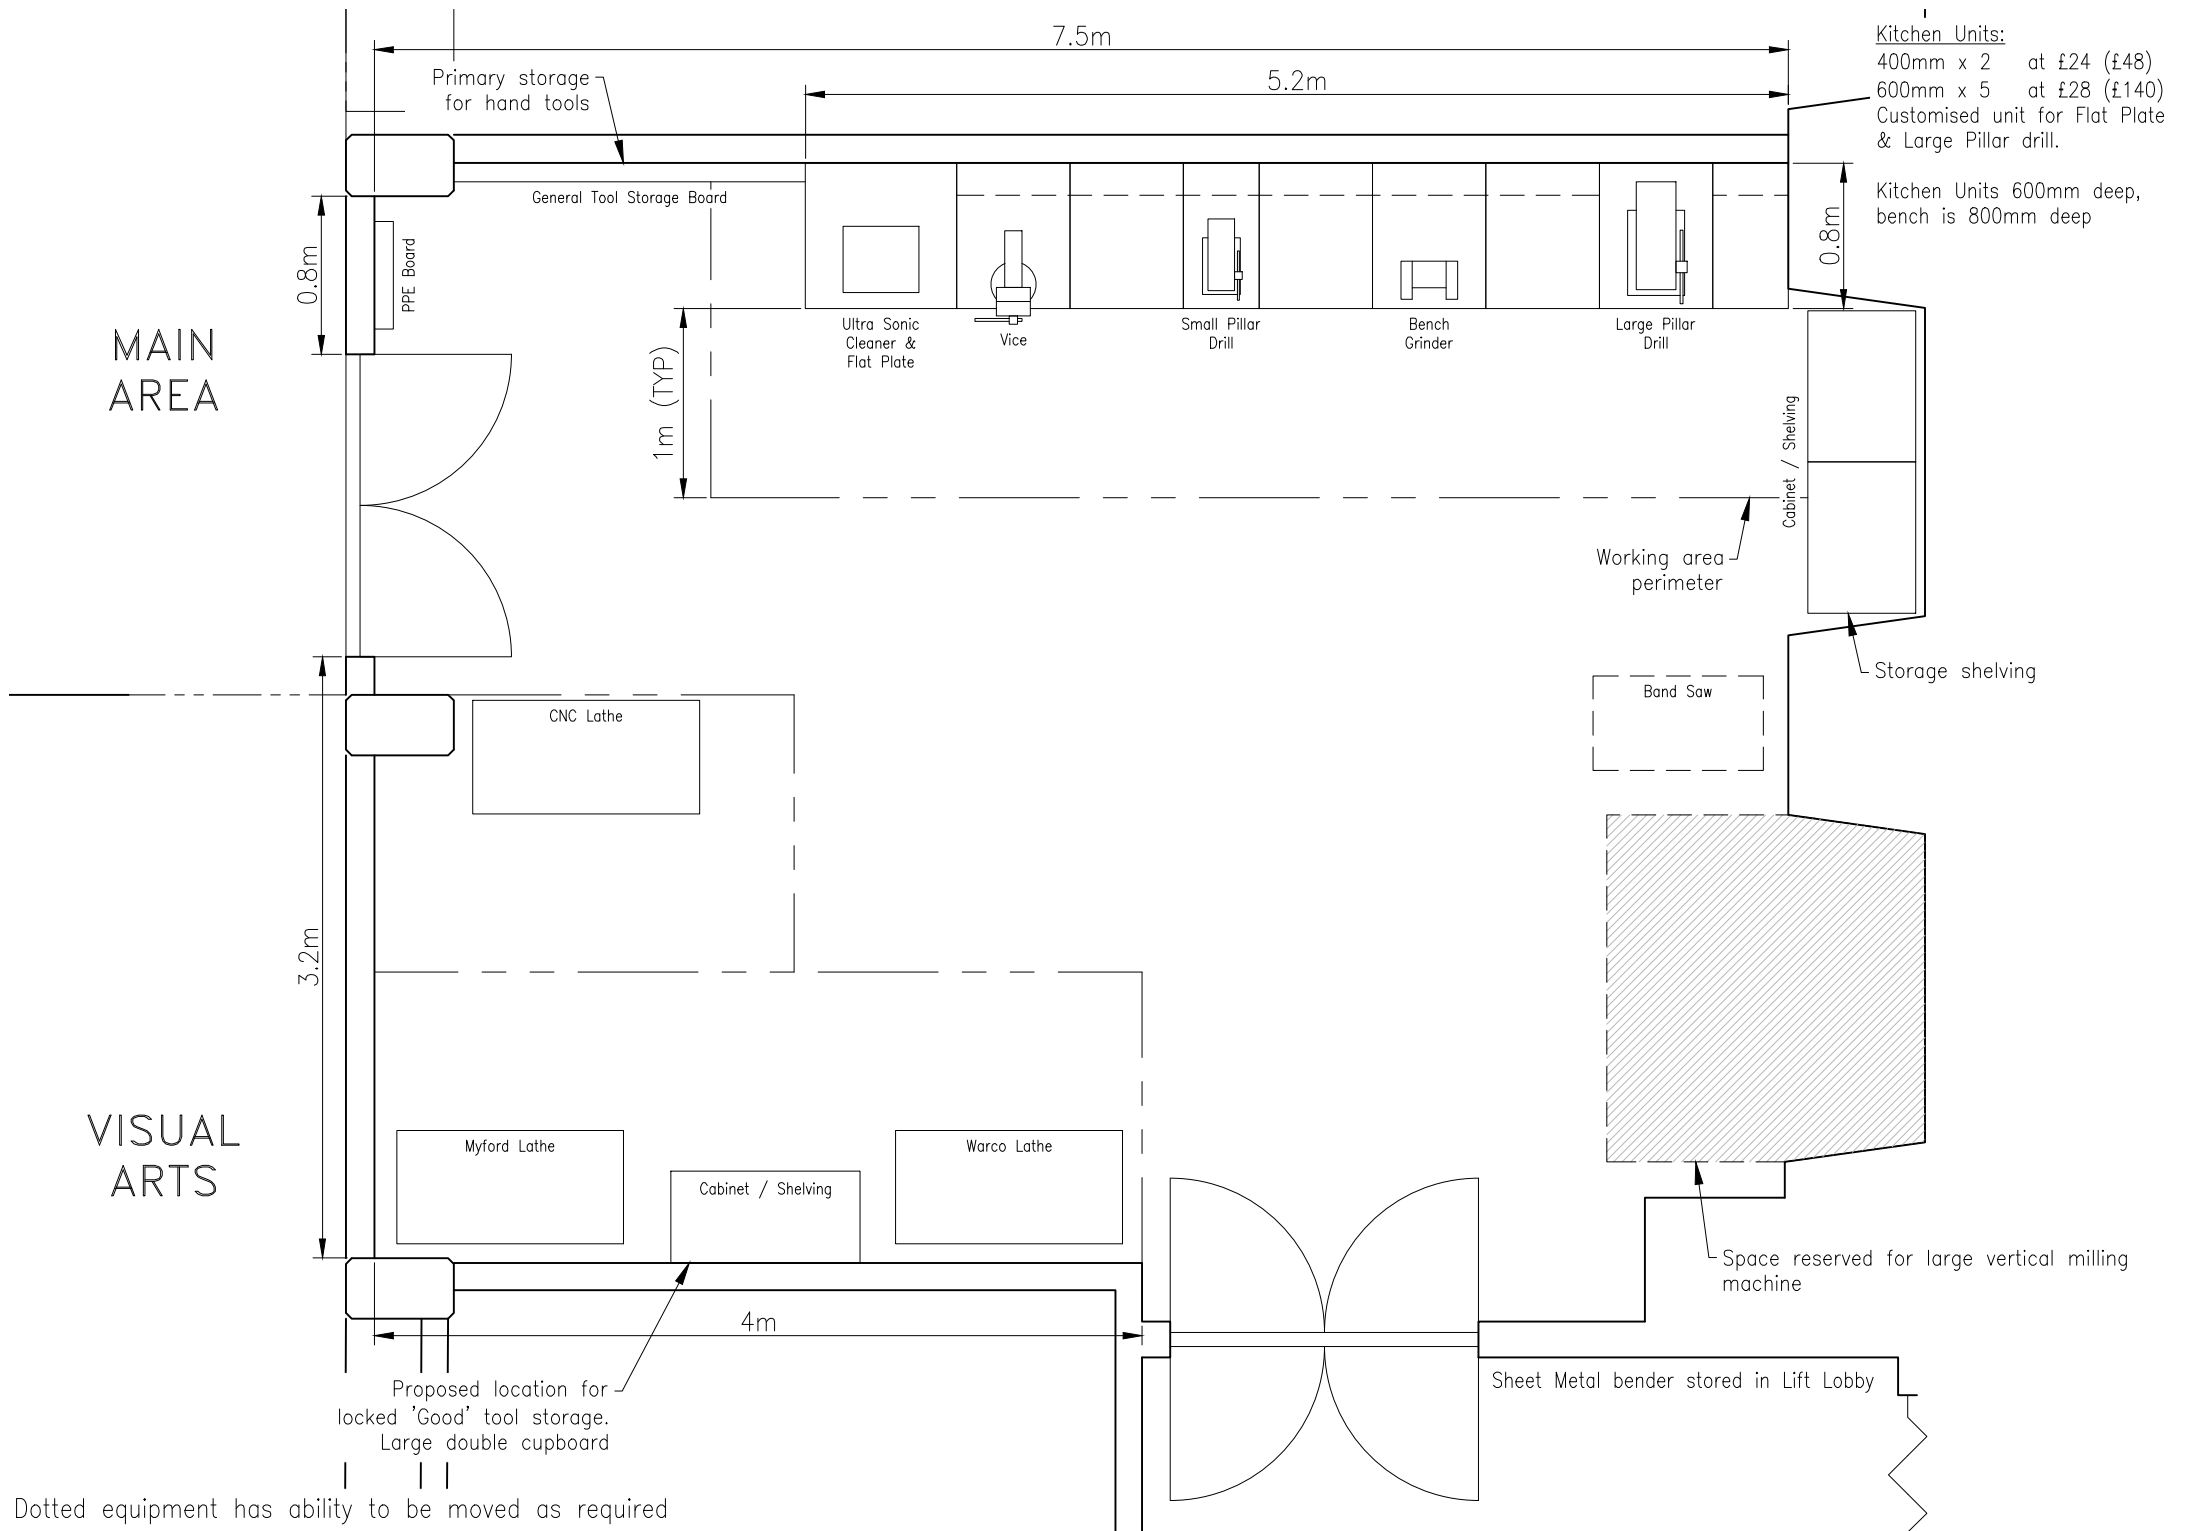 7.5m
Kitchen Units:
400mm x 2 at £24 (£48)
600mm x 5 at £28 (£140)
Customised unit for Flat Plate
& Large Pillar drill.
Kitchen Units 600mm deep,
bench is 800mm deep
Primary storage
for hand tools
5.2m
General Tool Storage Board
0.8m
PPE Board
0.8m
MAIN
AREA
Ultra Sonic
Cleaner &
Flat Plate
Vice
Small Pillar
Drill
Bench
Grinder
Large Pillar
Drill
1m (TYP)
Cabinet / Shelving
Working area
perimeter
Storage shelving
Band Saw
CNC Lathe
3.2m
VISUAL
ARTS
Myford Lathe
Cabinet / Shelving
Warco Lathe
Space reserved for large vertical milling
machine
4m
Proposed location for
locked 'Good' tool storage.
Large double cupboard
Sheet Metal bender stored in Lift Lobby
Dotted equipment has ability to be moved as required